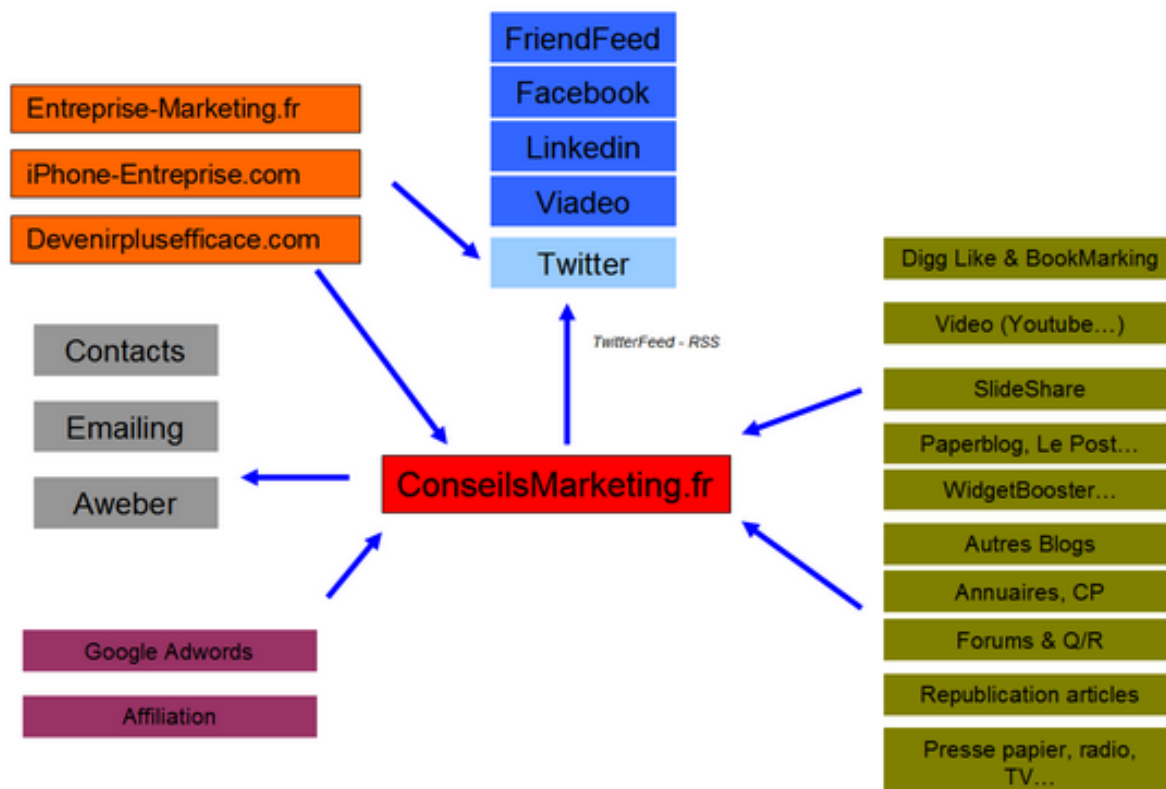 FriendFeed
Facebook
Linkedin
Viadeo
Twitter
Entreprise-Marketing.fr
iPhone-Entreprise.com
Devenirplusefficace.com
TwitterFeed - RSS
Contacts
Emailing
Aweber
ConseilsMarketing.fr
Google Adwords
Affiliation
Digg Like & BookMarking
Video (Youtube...)
SlideShare
Paperblog, Le Post...
WidgetBooster...
Autres Blogs
Annuaires, CP
Forums & Q/R
Republication articles
Presse papier, radio,
TV...